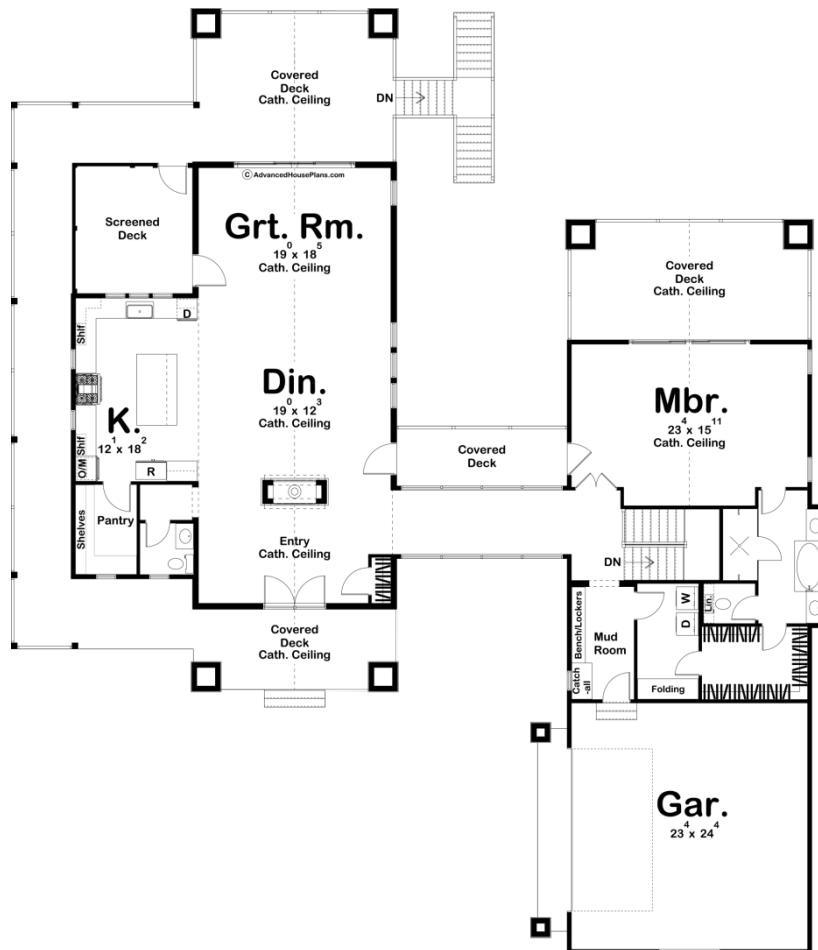 Covered
Deck
Cath. Ceiling
DN
© AdvancedHousePlans.com
Screened
Deck
Grt. Rm.
19⁰ x 18⁵
Cath. Ceiling
Covered
Deck
Cath. Ceiling
D
Shlf
Din.
19⁰ x 12³
Cath. Ceiling
K.
12¹ x 18²
Shlf
O/M
R
Mbr.
23⁴ x 15¹¹
Cath. Ceiling
Covered
Deck
Shelves
Pantry
Entry
Cath. Ceiling
DN
Lin.
W
D
Bench/Lockers
Mud
Room
Catch
-all
Folding
Covered
Deck
Cath. Ceiling
Gar.
23⁴ x 24⁴